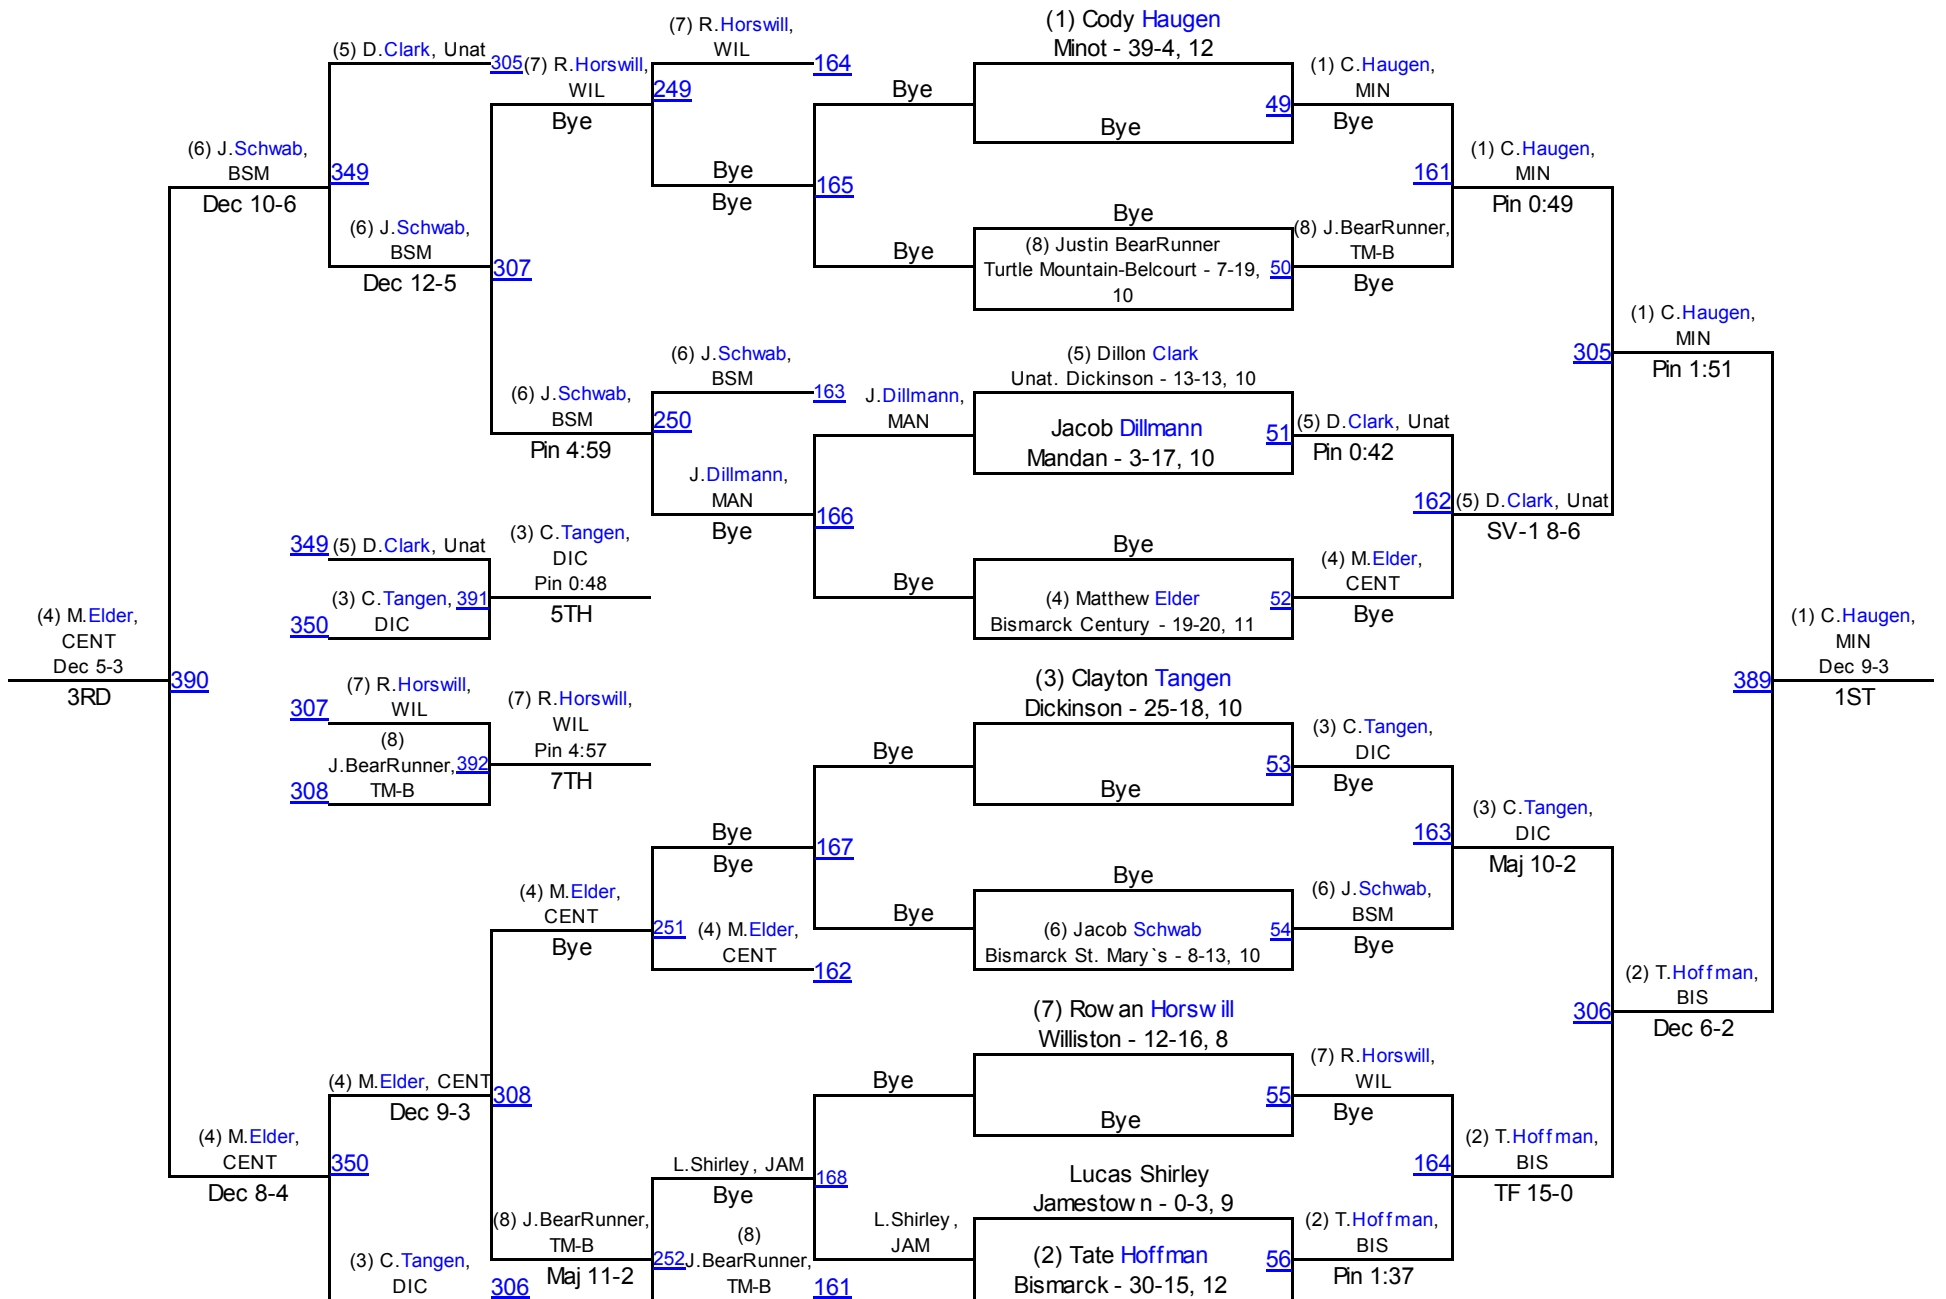 (1) Cody Haugen
Minot - 39-4, 12
49
Bye
Bye
(8) Justin BearRunner
Turtle Mountain-Belcourt - 7-19,
10
50
(5) Dillon Clark
Unat. Dickinson - 13-13, 10
Jacob Dillmann
Mandan - 3-17, 10
51
Bye
(4) Matthew Elder
Bismarck Century - 19-20, 11
52
(3) Clayton Tangen
Dickinson - 25-18, 10
53
Bye
Bye
(6) Jacob Schwab
Bismarck St. Mary`s - 8-13, 10
54
(7) Rowan Horswill
Williston - 12-16, 8
55
Bye
Lucas Shirley
Jamestown - 0-3, 9
(2) Tate Hoffman
Bismarck - 30-15, 12
56
(1) C.Haugen,
MIN
Bye
161
(8) J.BearRunner,
TM-B
Bye
(5) D.Clark, Unat
Pin 0:42
162
(4) M.Elder,
CENT
Bye
(3) C.Tangen,
DIC
Bye
163
(6) J.Schwab,
BSM
Bye
(7) R.Horswill,
WIL
Bye
164
(2) T.Hoffman,
BIS
Pin 1:37
(1) C.Haugen,
MIN
Pin 0:49
305
(5) D.Clark, Unat
SV-1 8-6
(3) C.Tangen,
DIC
Maj 10-2
306
(2) T.Hoffman,
BIS
TF 15-0
(1) C.Haugen,
MIN
Pin 1:51
389
(2) T.Hoffman,
BIS
Dec 6-2
(1) C.Haugen,
MIN
Dec 9-3
1ST
Bye
165
Bye
J.Dillmann,
MAN
166
Bye
Bye
167
Bye
Bye
168
L.Shirley,
JAM
(7) R.Horswill,
WIL
164
249
Bye
Bye
(6) J.Schwab,
BSM
163
250
J.Dillmann,
MAN
Bye
Bye
Bye
251
(4) M.Elder,
CENT
162
L.Shirley, JAM
Bye
252
(8)
J.BearRunner,
TM-B
161
(7) R.Horswill,
WIL
Bye
307
(6) J.Schwab,
BSM
Pin 4:59
(4) M.Elder,
CENT
Bye
308
(8) J.BearRunner,
TM-B
Maj 11-2
(5) D.Clark, Unat
305
349
(6) J.Schwab,
BSM
Dec 12-5
(4) M.Elder, CENT
Dec 9-3
350
(3) C.Tangen,
DIC
306
(6) J.Schwab,
BSM
Dec 10-6
390
(4) M.Elder,
CENT
Dec 8-4
(4) M.Elder,
CENT
Dec 5-3
3RD
349
(5) D.Clark, Unat
(3) C.Tangen,
DIC
350
391
(3) C.Tangen,
DIC
Pin 0:48
5TH
307
(7) R.Horswill,
WIL
(8)
J.BearRunner,
TM-B
308
392
(7) R.Horswill,
WIL
Pin 4:57
7TH